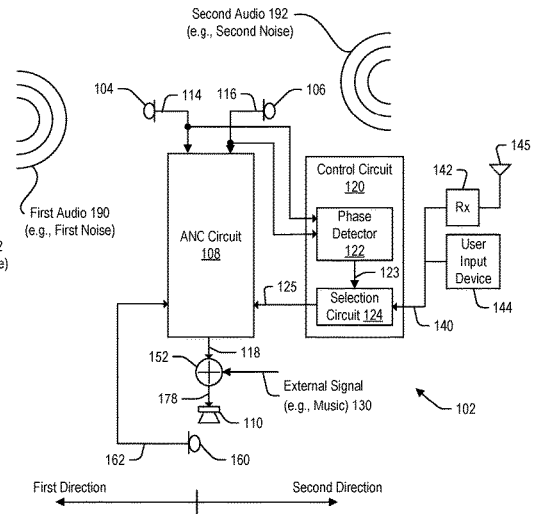 Second Audio 192
(e.g., Second Noise)
104
114
116
106
145
142
Control Circuit
120
Rx
First Audio 190
(e.g., First Noise)
Phase
Detector
122
ANC Circuit
108
User
Input
Device
123
125
Selection
Circuit 124
144
140
118
152
External Signal
(e.g., Music) 130
178
102
110
162
160
First Direction
Second Direction